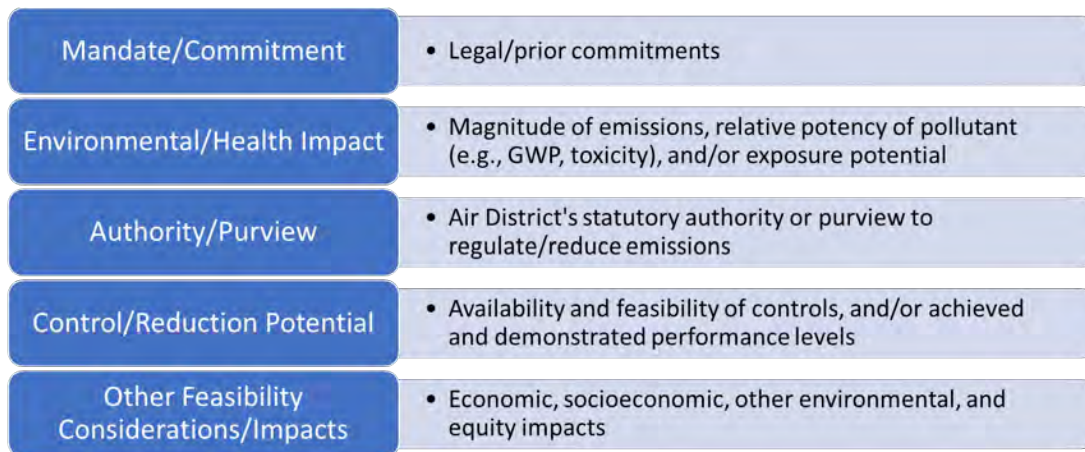 Mandate/Commitment
• Legal/prior commitments
Environmental/Health Impact
• Magnitude of emissions, relative potency of pollutant
(e.g., GWP, toxicity), and/or exposure potential
Authority/Purview
• Air District's statutory authority or purview to
regulate/reduce emissions
Control/Reduction Potential
• Availability and feasibility of controls, and/or achieved
and demonstrated performance levels
Other Feasibility
Considerations/Impacts
• Economic, socioeconomic, other environmental, and
equity impacts